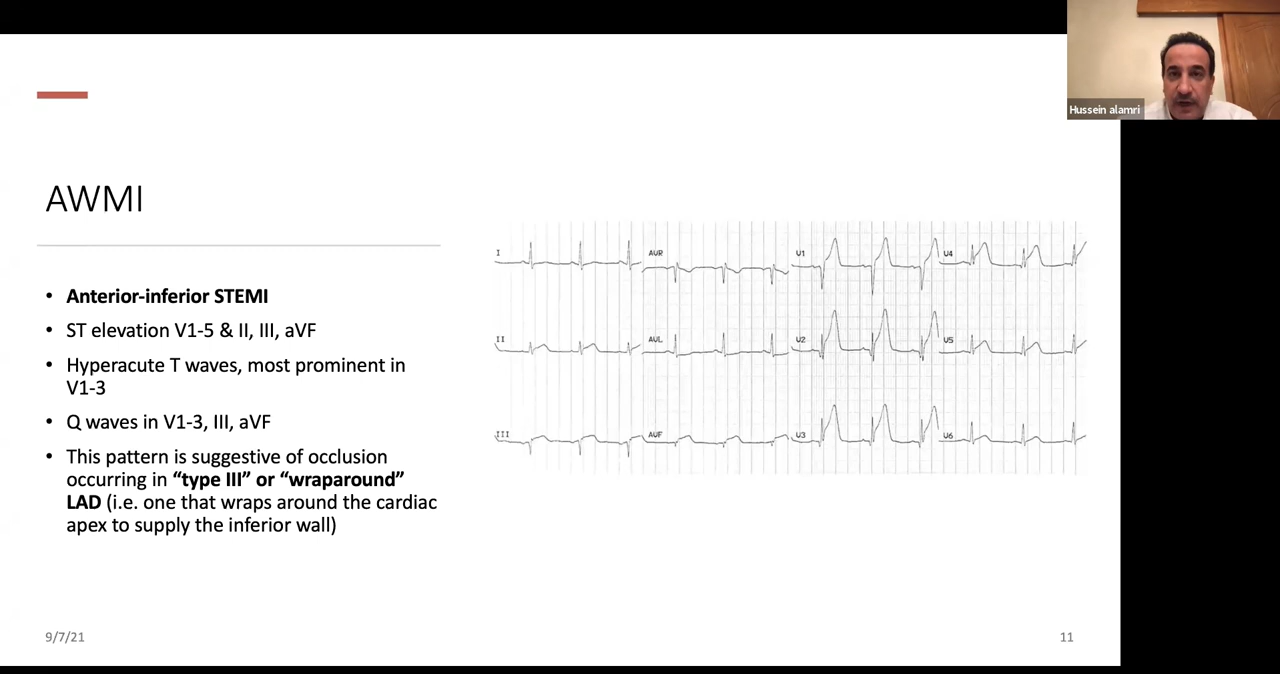 Hussein alamri
AWMI
• Anterior-inferior STEMI
• ST elevation V1-5 & II, III, aVF
• Hyperacute T waves, most prominent in
V1-3
• Q waves in V1-3, III, aVF
• This pattern is suggestive of occlusion
occurring in “type III” or “wraparound”
LAD (i.e. one that wraps around the cardiac
apex to supply the inferior wall)
I AVR V1 V4
II AVL V2 V5
III AVF V3 V6
9/7/21
11